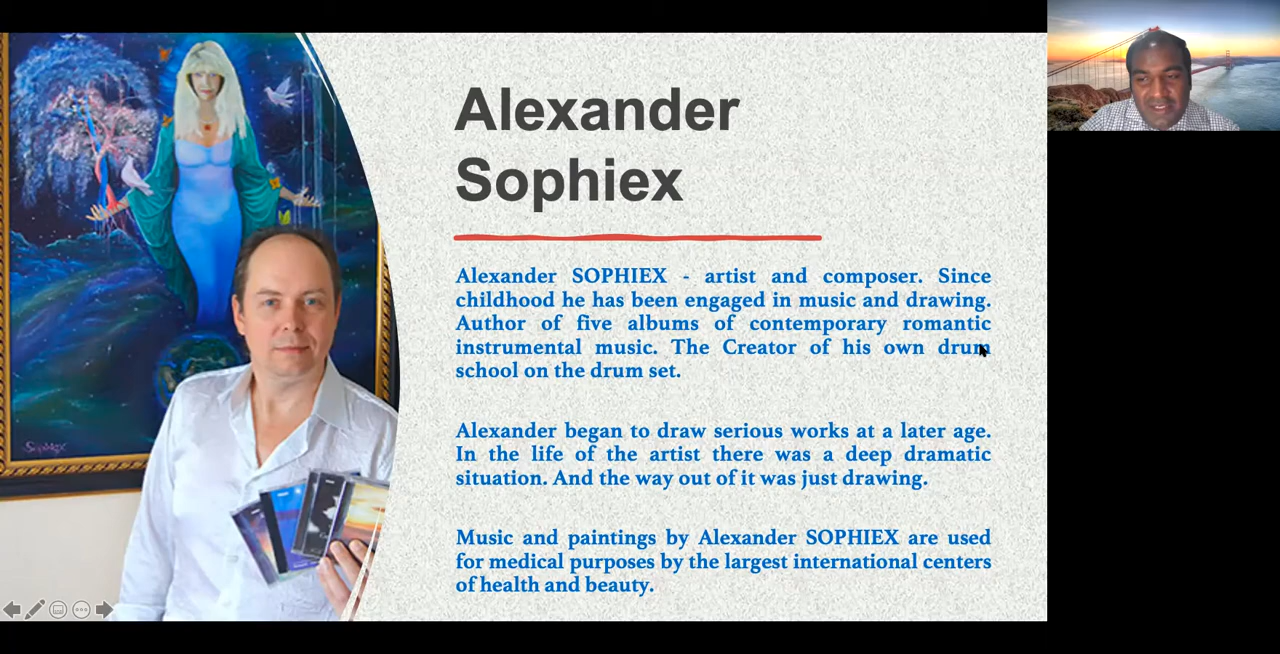 Alexander
Sophiex
Alexander SOPHIEX - artist and composer. Since
childhood he has been engaged in music and drawing.
Author of five albums of contemporary romantic
instrumental music. The Creator of his own drum
school on the drum set.
Alexander began to draw serious works at a later age.
In the life of the artist there was a deep dramatic
situation. And the way out of it was just drawing.
Music and paintings by Alexander SOPHIEX are used
for medical purposes by the largest international centers
of health and beauty.
Sophiex